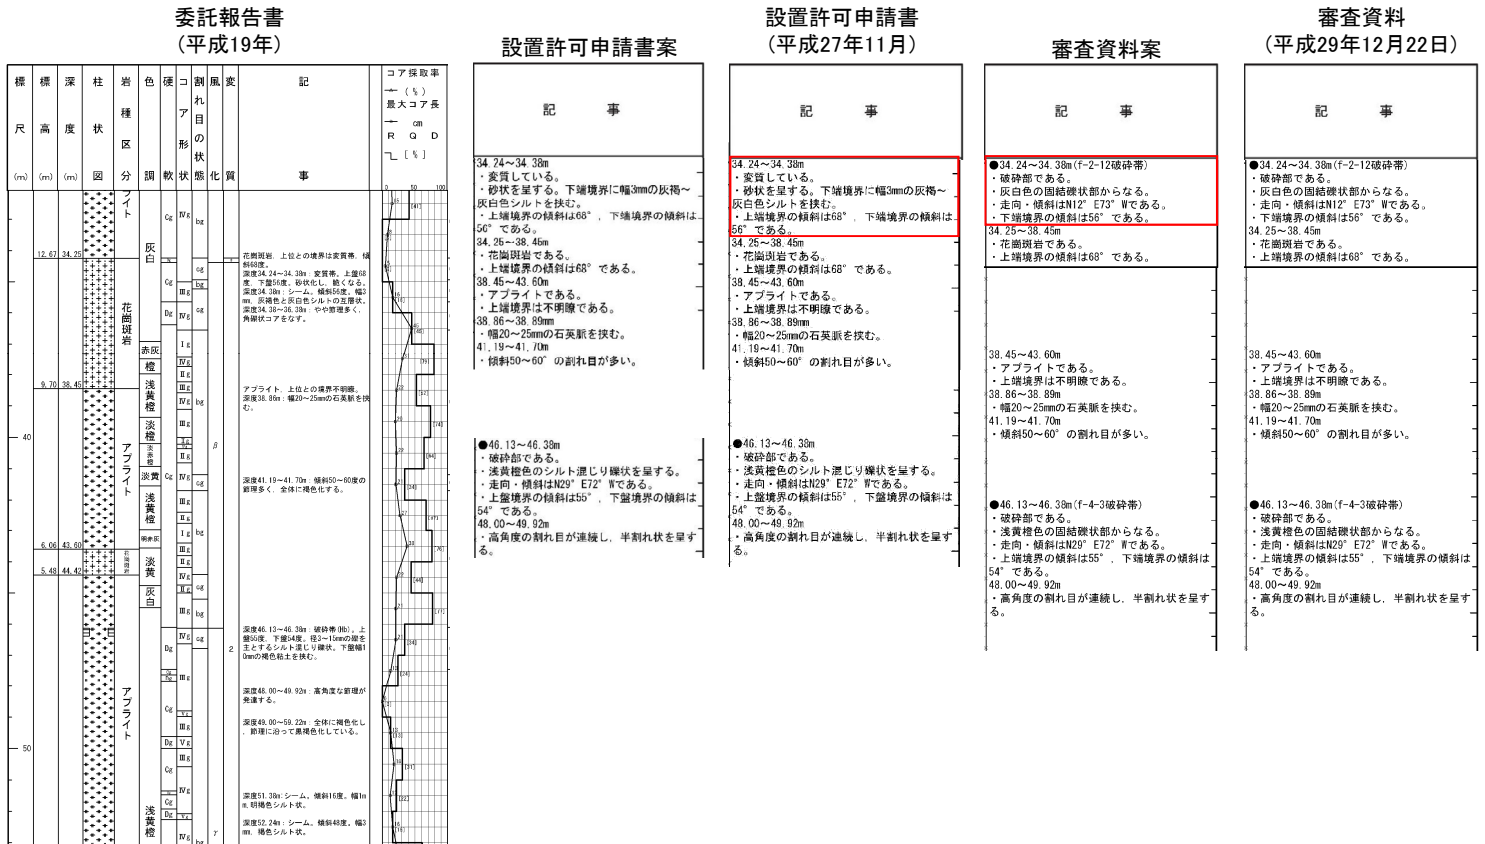 委託報告書
(平成19年)
設置許可申請書案
設置許可申請書
(平成27年11月)
審査資料案
審査資料
(平成29年12月22日)
標尺(m)
標高(m)
深度(m)
柱状図
岩種区分
色調
硬軟
コア形状
割れ目の状態
風化
変質
記事
コア採取率
(%)
最大コア長
cm
R Q D
[%]
0 50 100
イト
灰白
12.67 34.25
花崗斑岩
赤灰
橙
9.70 38.45
浅黄橙
淡橙
40
アプライト
淡黄
浅黄橙
6.06 43.60
淡黄
5.48 44.42
灰白
アプライト
50
浅黄橙
花崗斑岩．上位との境界は変質帯．傾
斜68度。
深度34.24～34.38m：変質帯。上盤68
度，下盤56度。砂状化し，脆くなる。
深度34.38m：シーム。傾斜56度。幅3
mm．灰褐色と灰白色シルトの互層状。
深度34.38～36.38m：やや節理多く，
角礫状コアをなす。
アプライト．上位との境界不明瞭。
深度38.86m：幅20～25mmの石英脈を挟
む。
深度41.19～41.70m：傾斜50～60度の
節理多く，全体に褐色化する。
深度46.13～46.38m：破砕帯(Hb)。上
盤55度，下盤54度。径3～15mmの礫を
主とするシルト混じり礫状。下盤幅1
0mmの褐色粘土を挟む。
深度48.00～49.92m：高角度な節理が
発達する。
深度49.00～59.22m：全体に褐色化し
，節理に沿って黒褐色化している。
深度51.38m：シーム。傾斜16度。幅1m
m．明褐色シルト状。
深度52.24m：シーム。傾斜48度。幅3
mm．褐色シルト状。
記　事
34.24～34.38m
・変質している。
・砂状を呈する。下端境界に幅3mmの灰褐～
灰白色シルトを挟む。
・上端境界の傾斜は68°，下端境界の傾斜は
56°である。
34.25～38.45m
・花崗斑岩である。
・上端境界の傾斜は68°である。
38.45～43.60m
・アプライトである。
・上端境界は不明瞭である。
38.86～38.89mm
・幅20～25mmの石英脈を挟む。
41.19～41.70m
・傾斜50～60°の割れ目が多い。
●46.13～46.38m
・破砕部である。
・浅黄橙色のシルト混じり礫状を呈する。
・走向・傾斜はN29°E72°Wである。
・上盤境界の傾斜は55°，下盤境界の傾斜は
54°である。
48.00～49.92m
・高角度の割れ目が連続し，半割れ状を呈す
る。
記　事
34.24～34.38m
・変質している。
・砂状を呈する。下端境界に幅3mmの灰褐～
灰白色シルトを挟む。
・上端境界の傾斜は68°，下端境界の傾斜は
56°である。
34.25～38.45m
・花崗斑岩である。
・上端境界の傾斜は68°である。
38.45～43.60m
・アプライトである。
・上端境界は不明瞭である。
38.86～38.89mm
・幅20～25mmの石英脈を挟む。
41.19～41.70m
・傾斜50～60°の割れ目が多い。
●46.13～46.38m
・破砕部である。
・浅黄橙色のシルト混じり礫状を呈する。
・走向・傾斜はN29°E72°Wである。
・上盤境界の傾斜は55°，下盤境界の傾斜は
54°である。
48.00～49.92m
・高角度の割れ目が連続し，半割れ状を呈す
る。
記　事
●34.24～34.38m(f-2-12破砕帯)
・破砕部である。
・灰白色の固結礫状部からなる。
・走向・傾斜はN12°E73°Wである。
・下端境界の傾斜は56°である。
34.25～38.45m
・花崗斑岩である。
・上端境界の傾斜は68°である。
38.45～43.60m
・アプライトである。
・上端境界は不明瞭である。
38.86～38.89m
・幅20～25mmの石英脈を挟む。
41.19～41.70m
・傾斜50～60°の割れ目が多い。
●46.13～46.38m(f-4-3破砕帯)
・破砕部である。
・浅黄橙色の固結礫状部からなる。
・走向・傾斜はN29°E72°Wである。
・上端境界の傾斜は55°，下端境界の傾斜は
54°である。
48.00～49.92m
・高角度の割れ目が連続し，半割れ状を呈す
る。
記　事
●34.24～34.38m(f-2-12破砕帯)
・破砕部である。
・灰白色の固結礫状部からなる。
・走向・傾斜はN12°E73°Wである。
・下端境界の傾斜は56°である。
34.25～38.45m
・花崗斑岩である。
・上端境界の傾斜は68°である。
38.45～43.60m
・アプライトである。
・上端境界は不明瞭である。
38.86～38.89m
・幅20～25mmの石英脈を挟む。
41.19～41.70m
・傾斜50～60°の割れ目が多い。
●46.13～46.38m(f-4-3破砕帯)
・破砕部である。
・浅黄橙色の固結礫状部からなる。
・走向・傾斜はN29°E72°Wである。
・上端境界の傾斜は55°，下端境界の傾斜は
54°である。
48.00～49.92m
・高角度の割れ目が連続し，半割れ状を呈す
る。